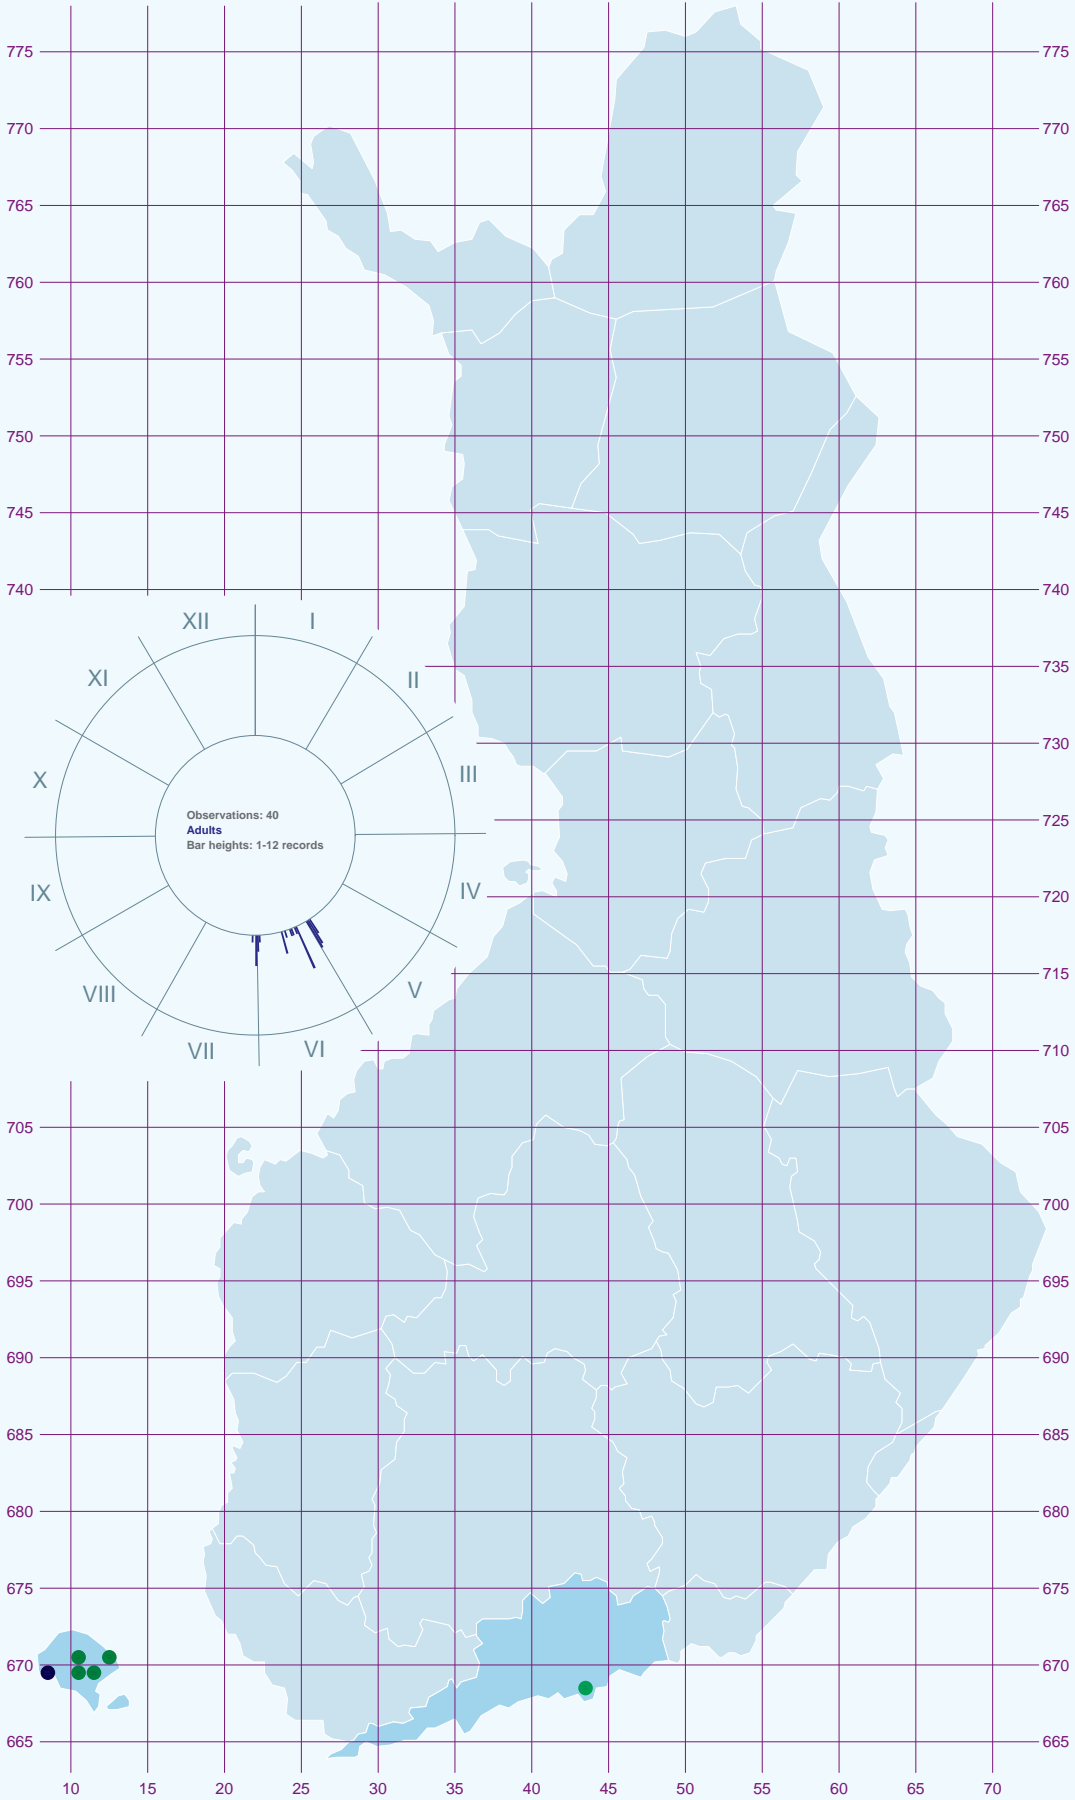 775 775
770 770
765 765
760 760
755 755
750 750
745 745
740 740
XII I
XI II
735
730
X III
Observations: 40
Adults
Bar heights: 1-12 records
725
IX IV
720
VIII V
715
VII VI
710
705 705
700 700
695 695
690 690
685 685
680 680
675 675
670 670
665 665
10 15 20 25 30 35 40 45 50 55 60 65 70